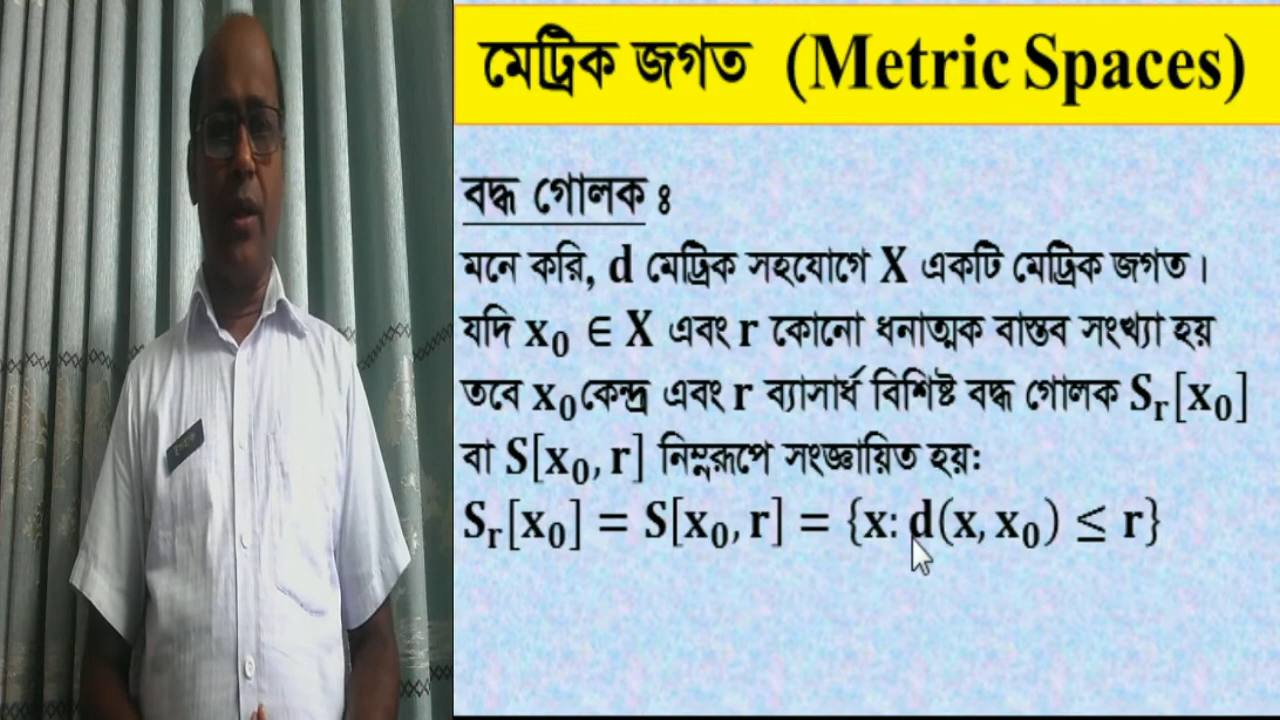 মেট্রিক জগত (Metric Spaces)
বদ্ধ গোলক ঃ
মনে করি, d মেট্রিক সহযোগে X একটি মেট্রিক জগত।
যদি x₀ ∈ X এবং r কোনো ধনাত্মক বাস্তব সংখ্যা হয়
তবে x₀ কেন্দ্র এবং r ব্যাসার্ধ বিশিষ্ট বদ্ধ গোলক Sᵣ[x₀]
বা S[x₀, r] নিম্নরূপে সংজ্ঞায়িত হয়ঃ
Sᵣ[x₀] = S[x₀, r] = {x: d(x, x₀) ≤ r}